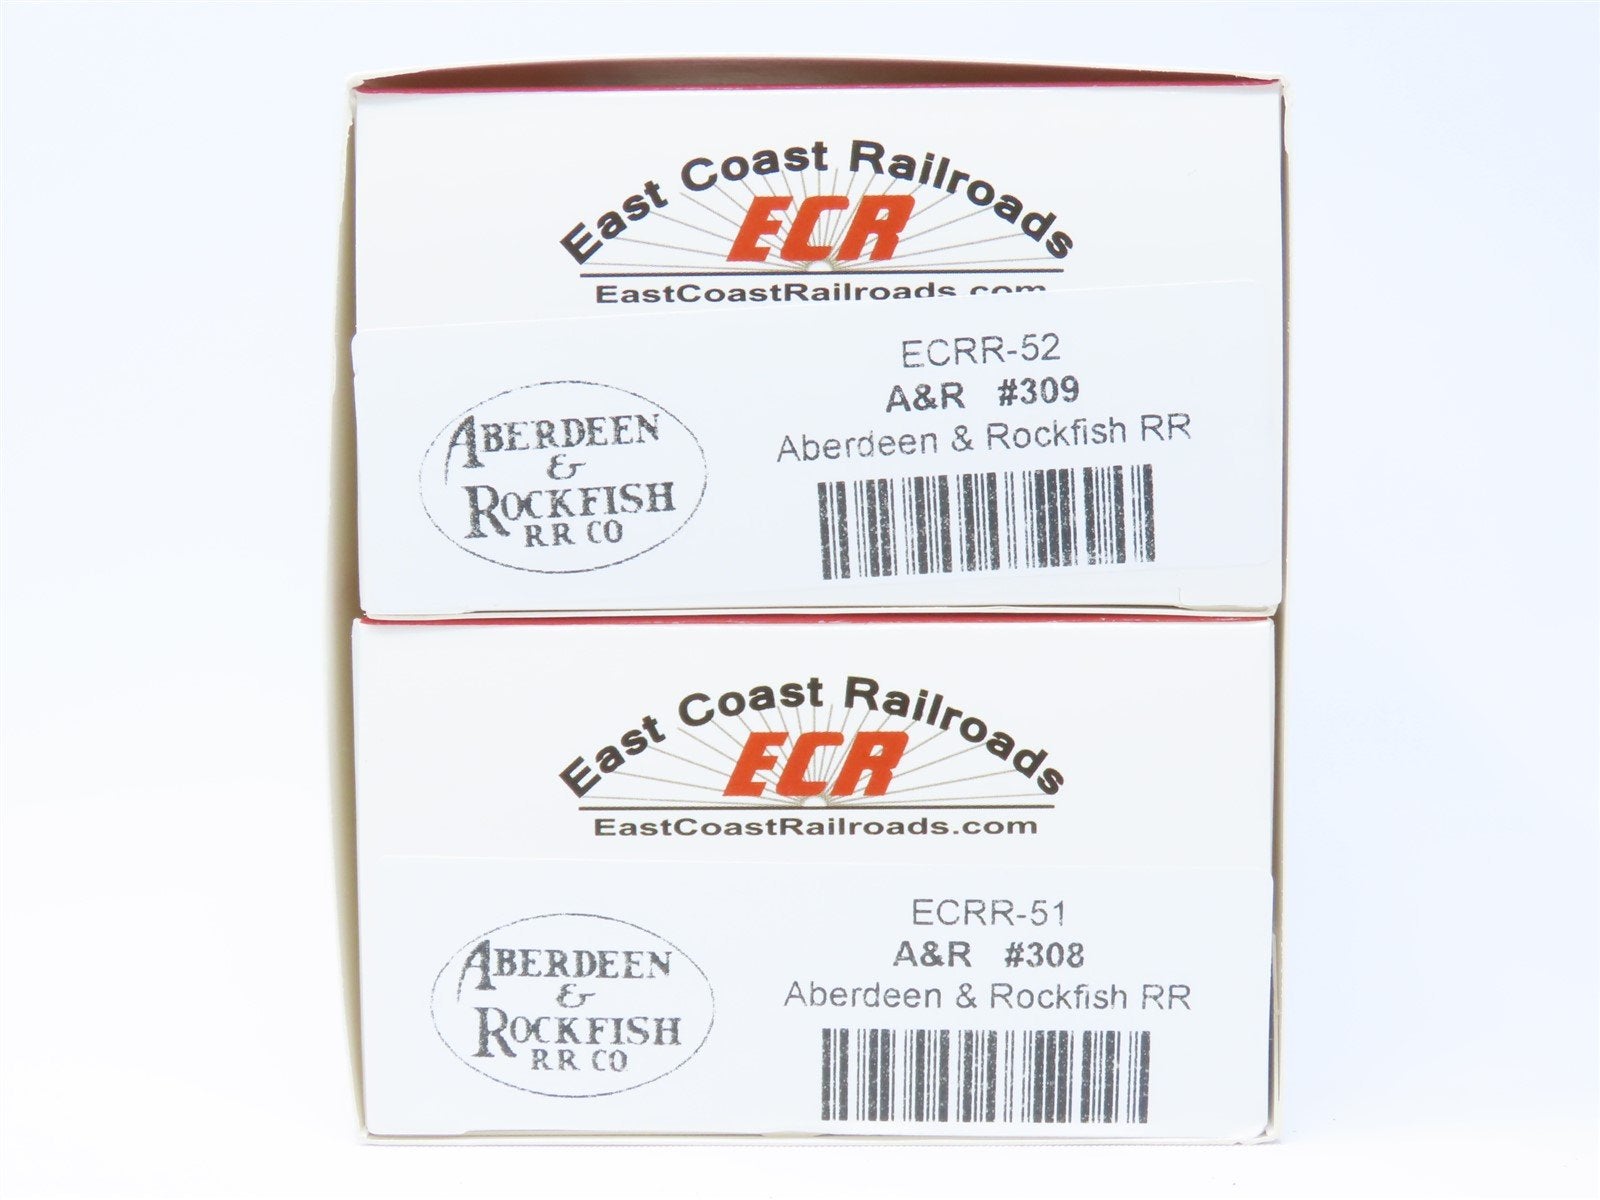 East Coast Railroads
ECR
EastCoastRailroads.com
ECRR-52
A&R #309
Aberdeen & Rockfish RR
ABERDEEN
&
ROCKFISH
RR CO
East Coast Railroads
ECR
EastCoastRailroads.com
ECRR-51
A&R #308
Aberdeen & Rockfish RR
ABERDEEN
&
ROCKFISH
RR CO